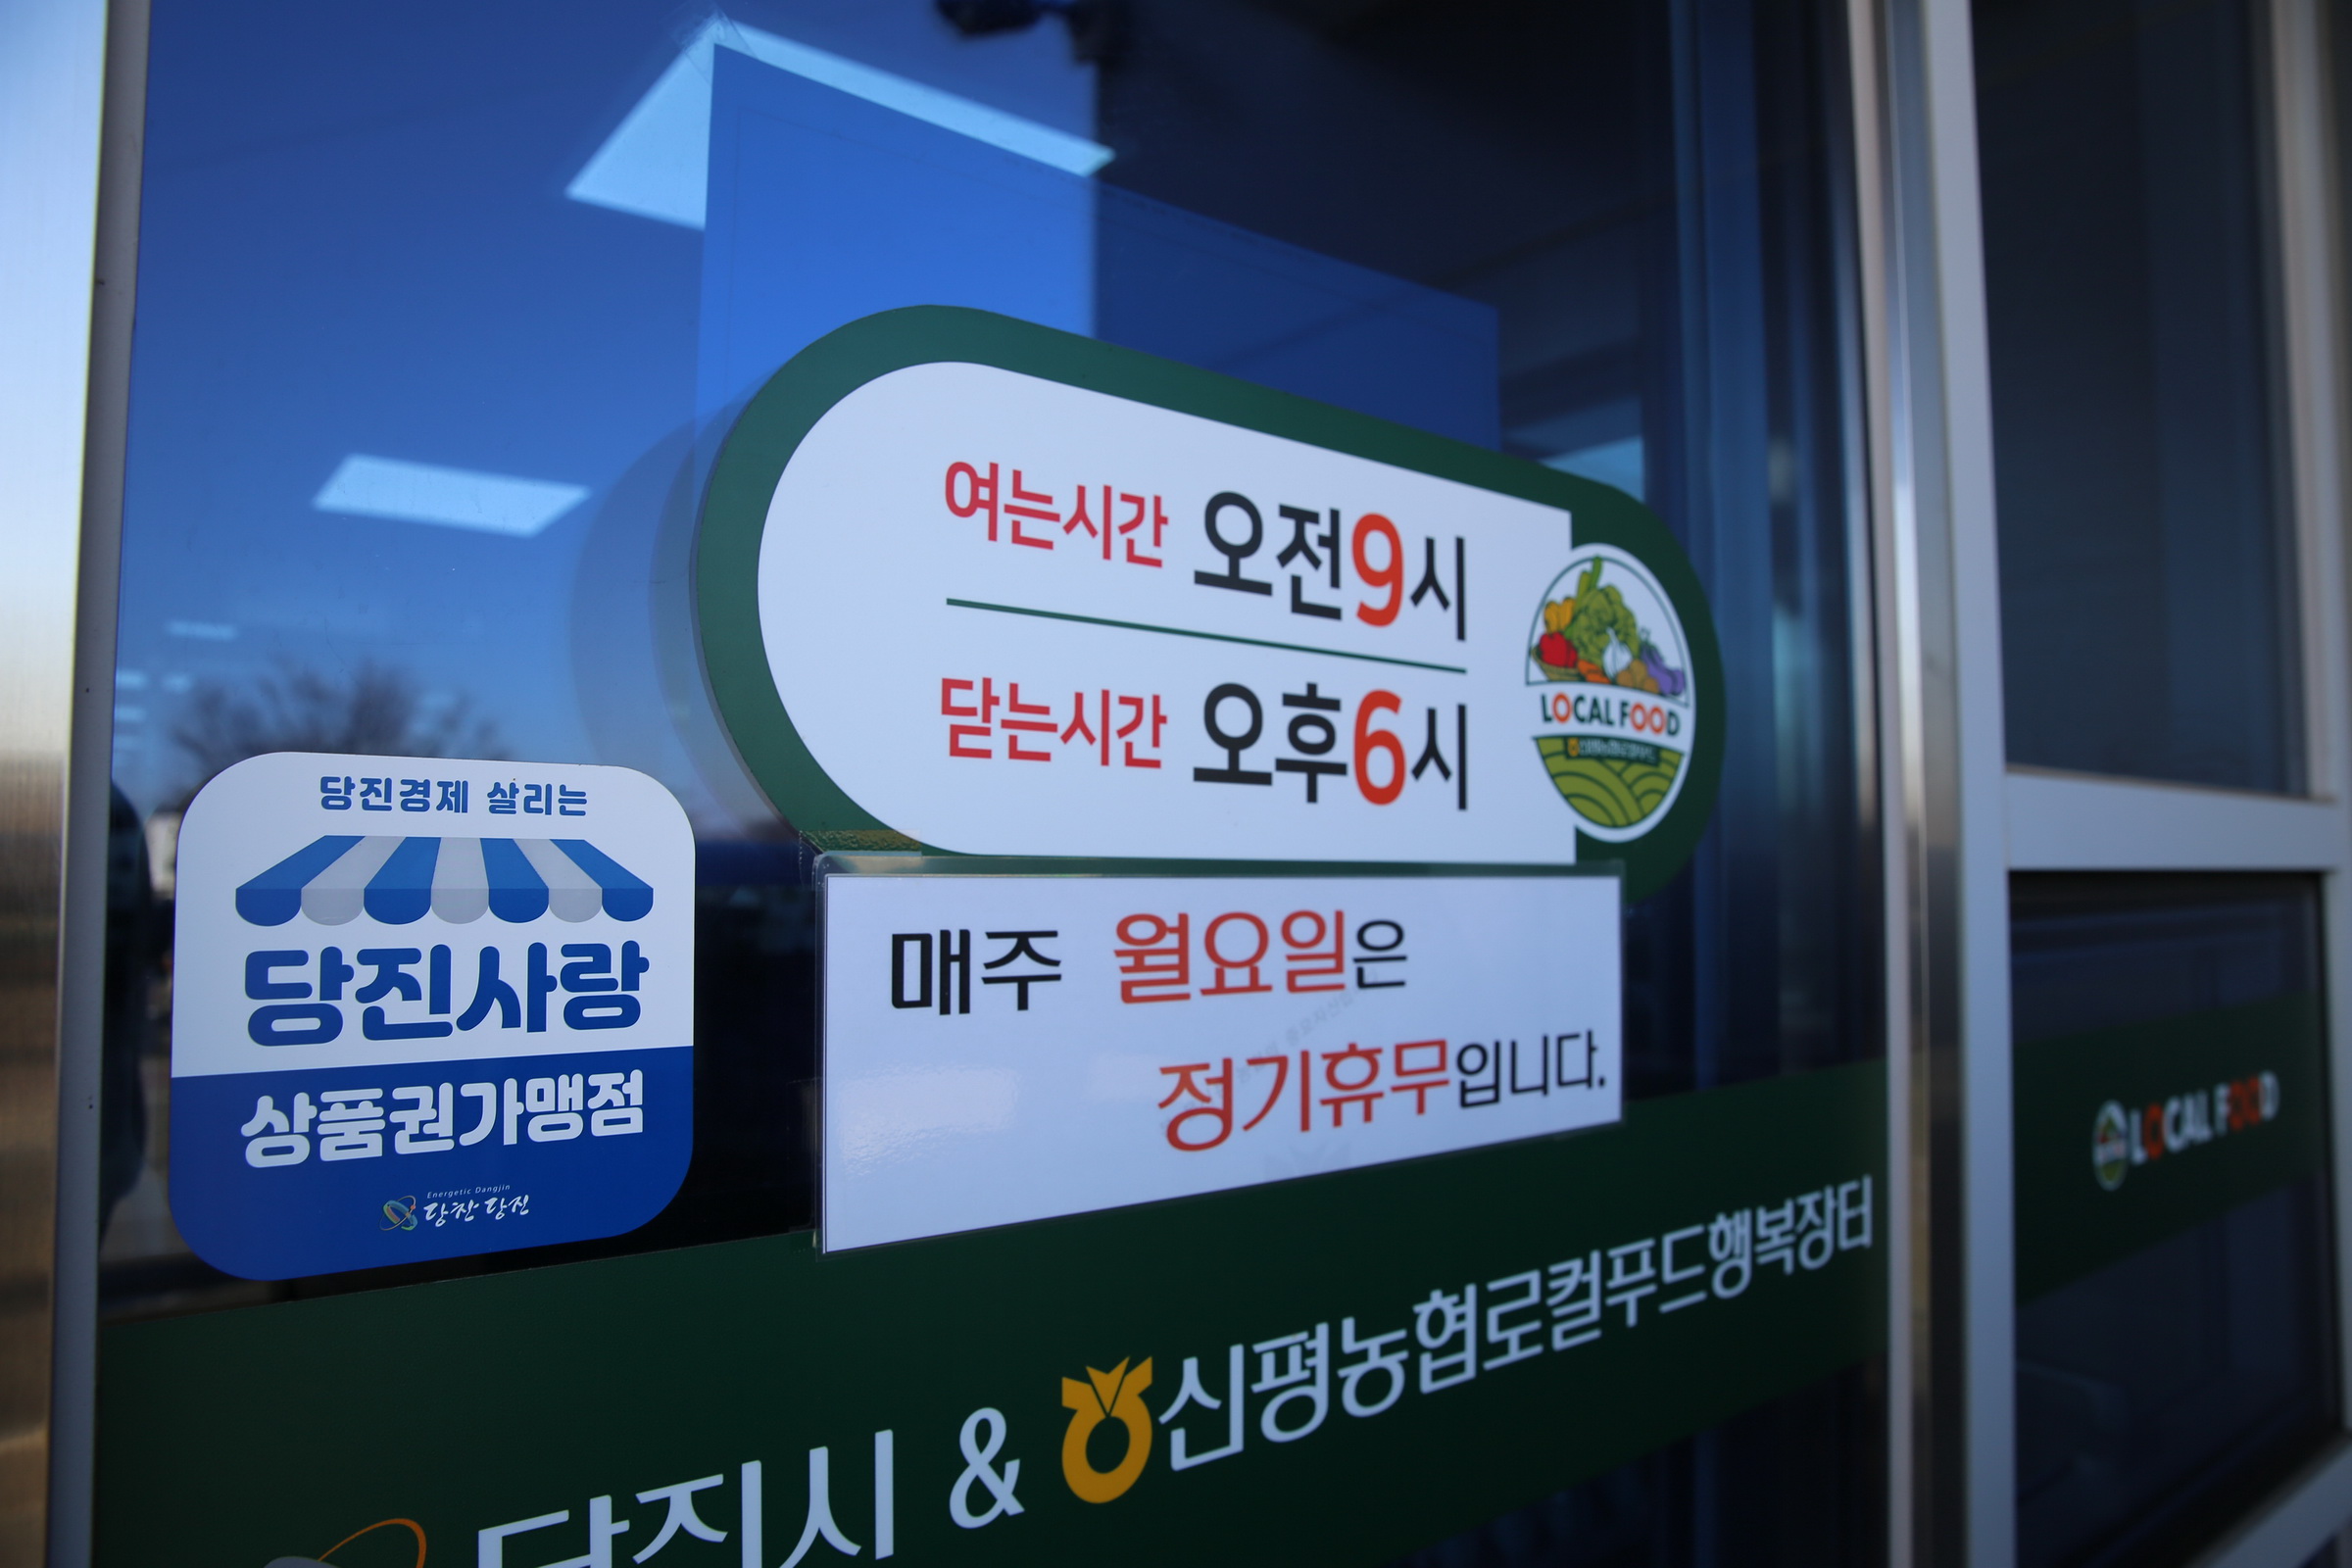 여는시간 오전9시
닫는시간 오후6시
LOCAL FOOD
매주 월요일은
정기휴무입니다.
당진경제 살리는
당진사랑
상품권가맹점
Energetic Dangjin
당찬 당진
당진시 & 신평농협로컬푸드행복장터
LOCAL FOOD